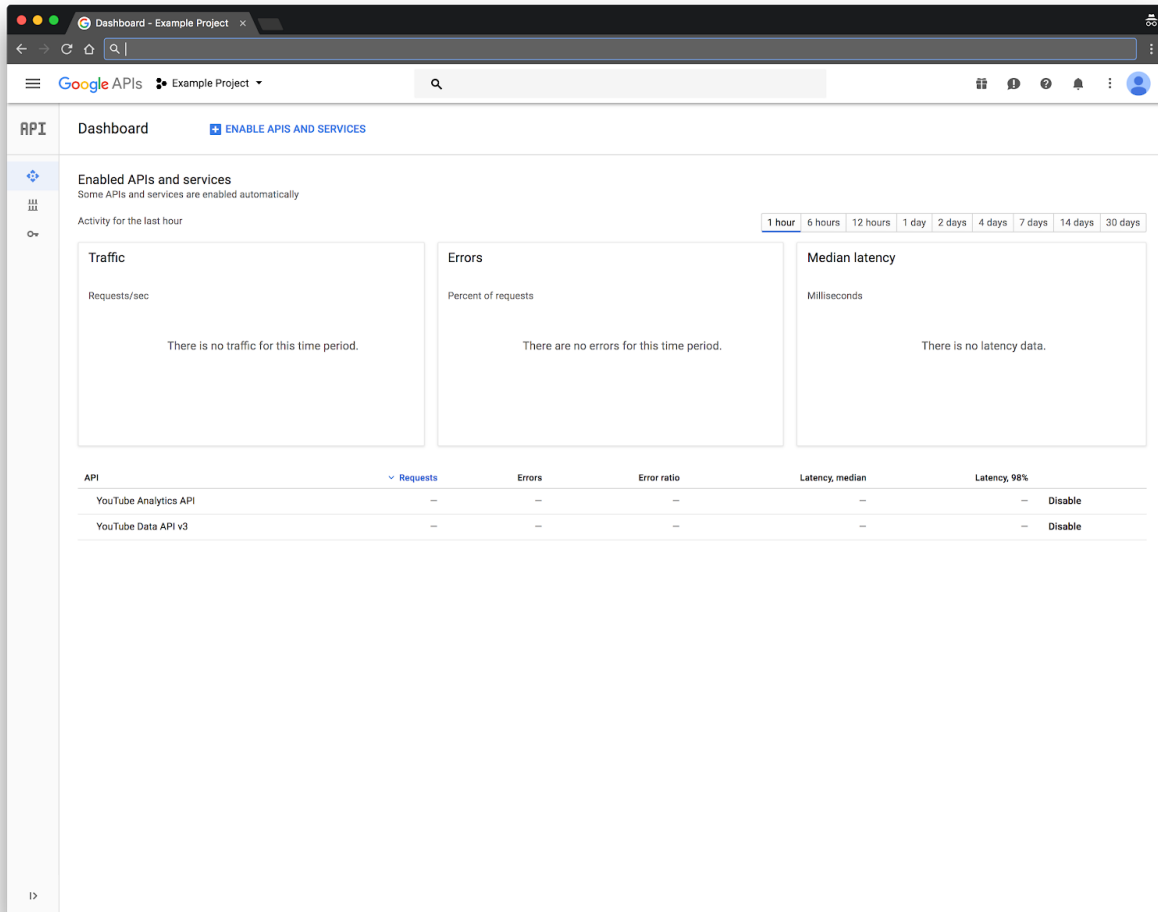 Dashboard - Example Project
Google APIs Example Project
API
Dashboard ENABLE APIS AND SERVICES
Enabled APIs and services
Some APIs and services are enabled automatically
Activity for the last hour
1 hour 6 hours 12 hours 1 day 2 days 4 days 7 days 14 days 30 days
Traffic
Requests/sec
There is no traffic for this time period.
Errors
Percent of requests
There are no errors for this time period.
Median latency
Milliseconds
There is no latency data.
API Requests Errors Error ratio Latency, median Latency, 98%
YouTube Analytics API – – – – – Disable
YouTube Data API v3 – – – – – Disable